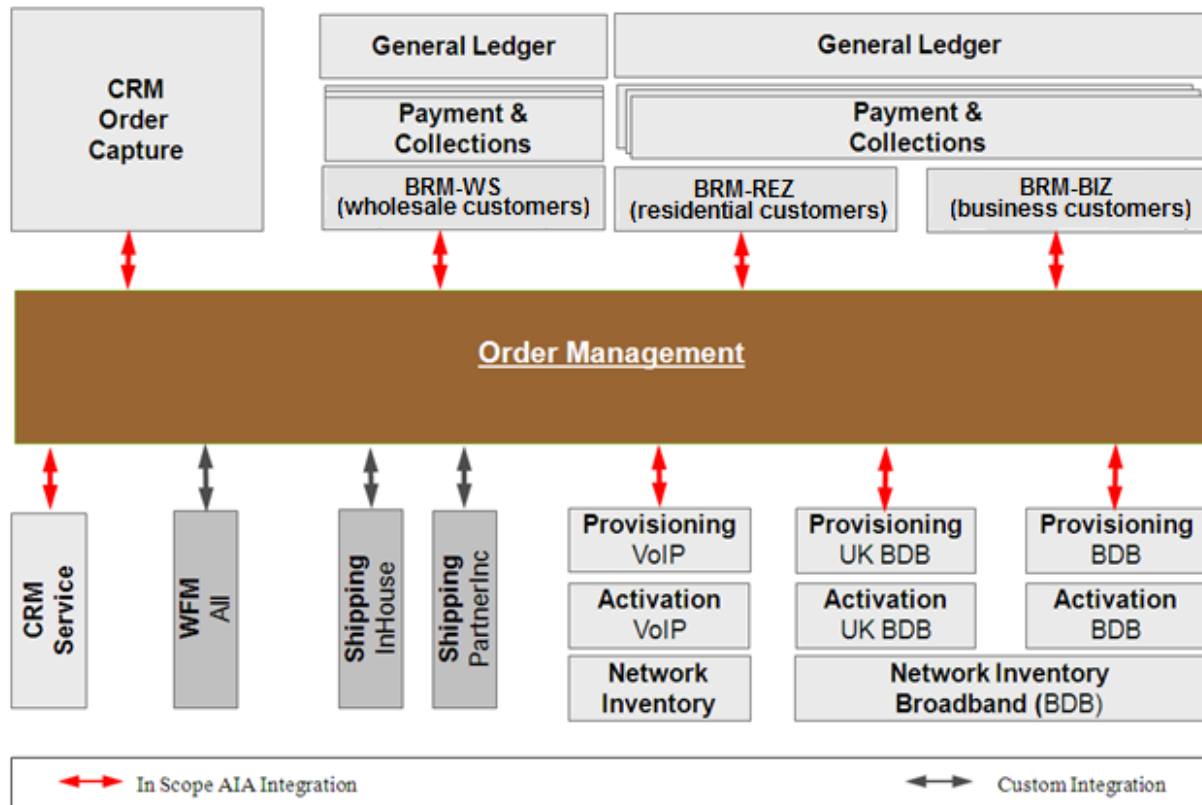 CRM
Order
Capture
General Ledger
General Ledger
Payment &
Collections
Payment &
Collections
BRM-WS
(wholesale customers)
BRM-REZ
(residential customers)
BRM-BIZ
(business customers)
Order Management
CRM
Service
WFM
All
Shipping
InHouse
Shipping
PartnerInc
Provisioning
VoIP
Provisioning
UK BDB
Provisioning
BDB
Activation
VoIP
Activation
UK BDB
Activation
BDB
Network
Inventory
Network Inventory
Broadband (BDB)
In Scope AIA Integration
Custom Integration